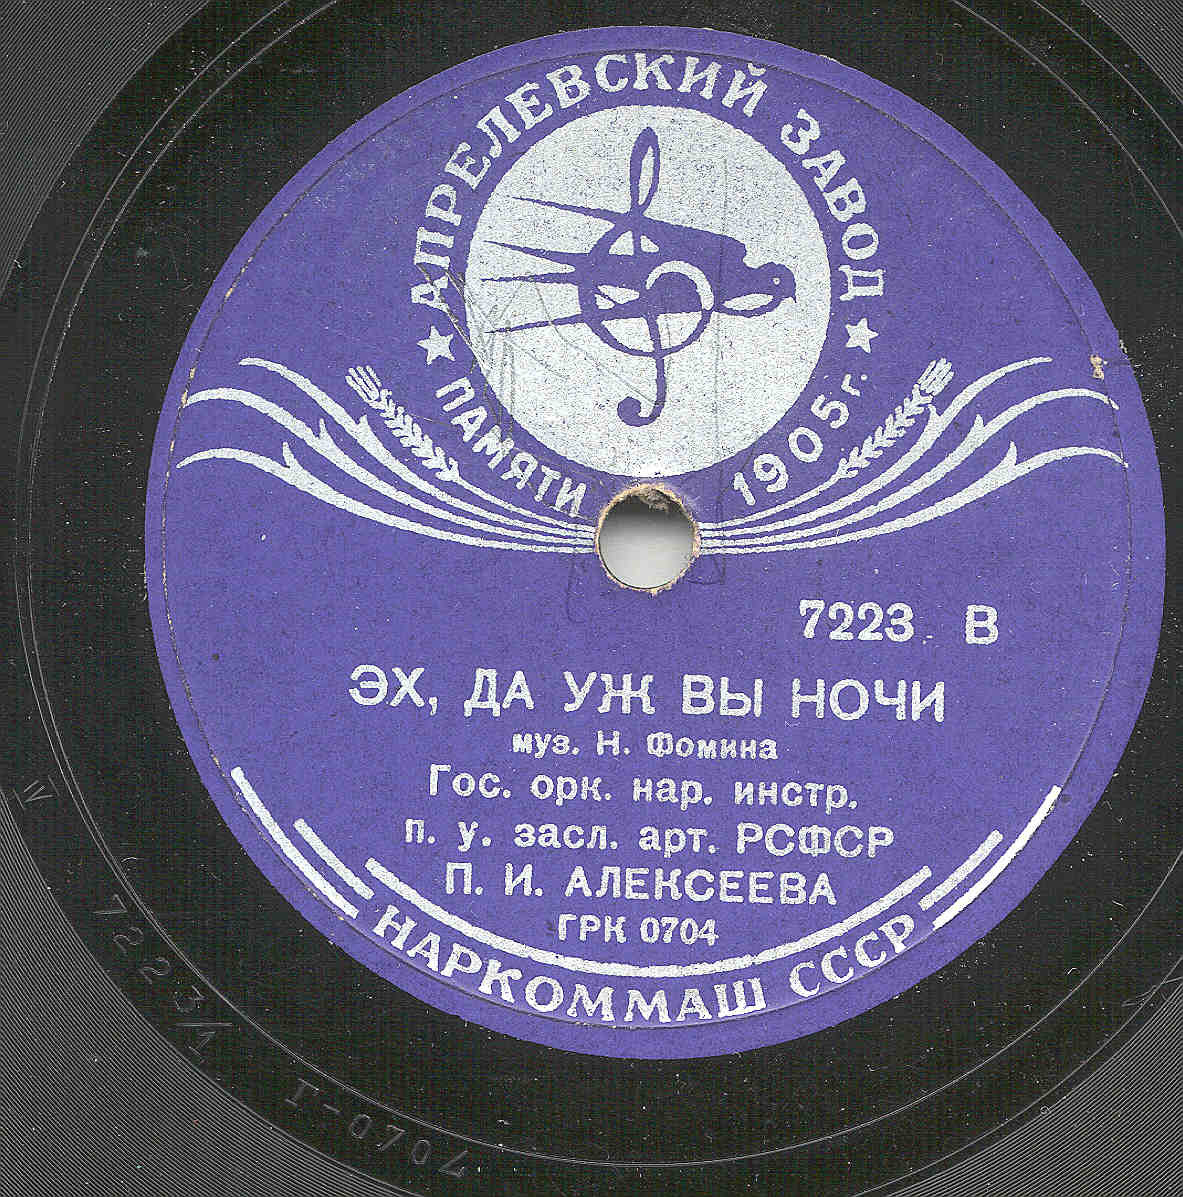 АПРЕЛЕВСКИЙ ЗАВОД
★ ПАМЯТИ 1905 г. ★
7223 В
ЭХ, ДА УЖ ВЫ НОЧИ
муз. Н. Фомина
Гос. орк. нар. инстр.
п. у. засл. арт. РСФСР
П. И. АЛЕКСЕЕВА
ГРК 0704
НАРКОММАШ СССР
IV
7223/1
I-0704